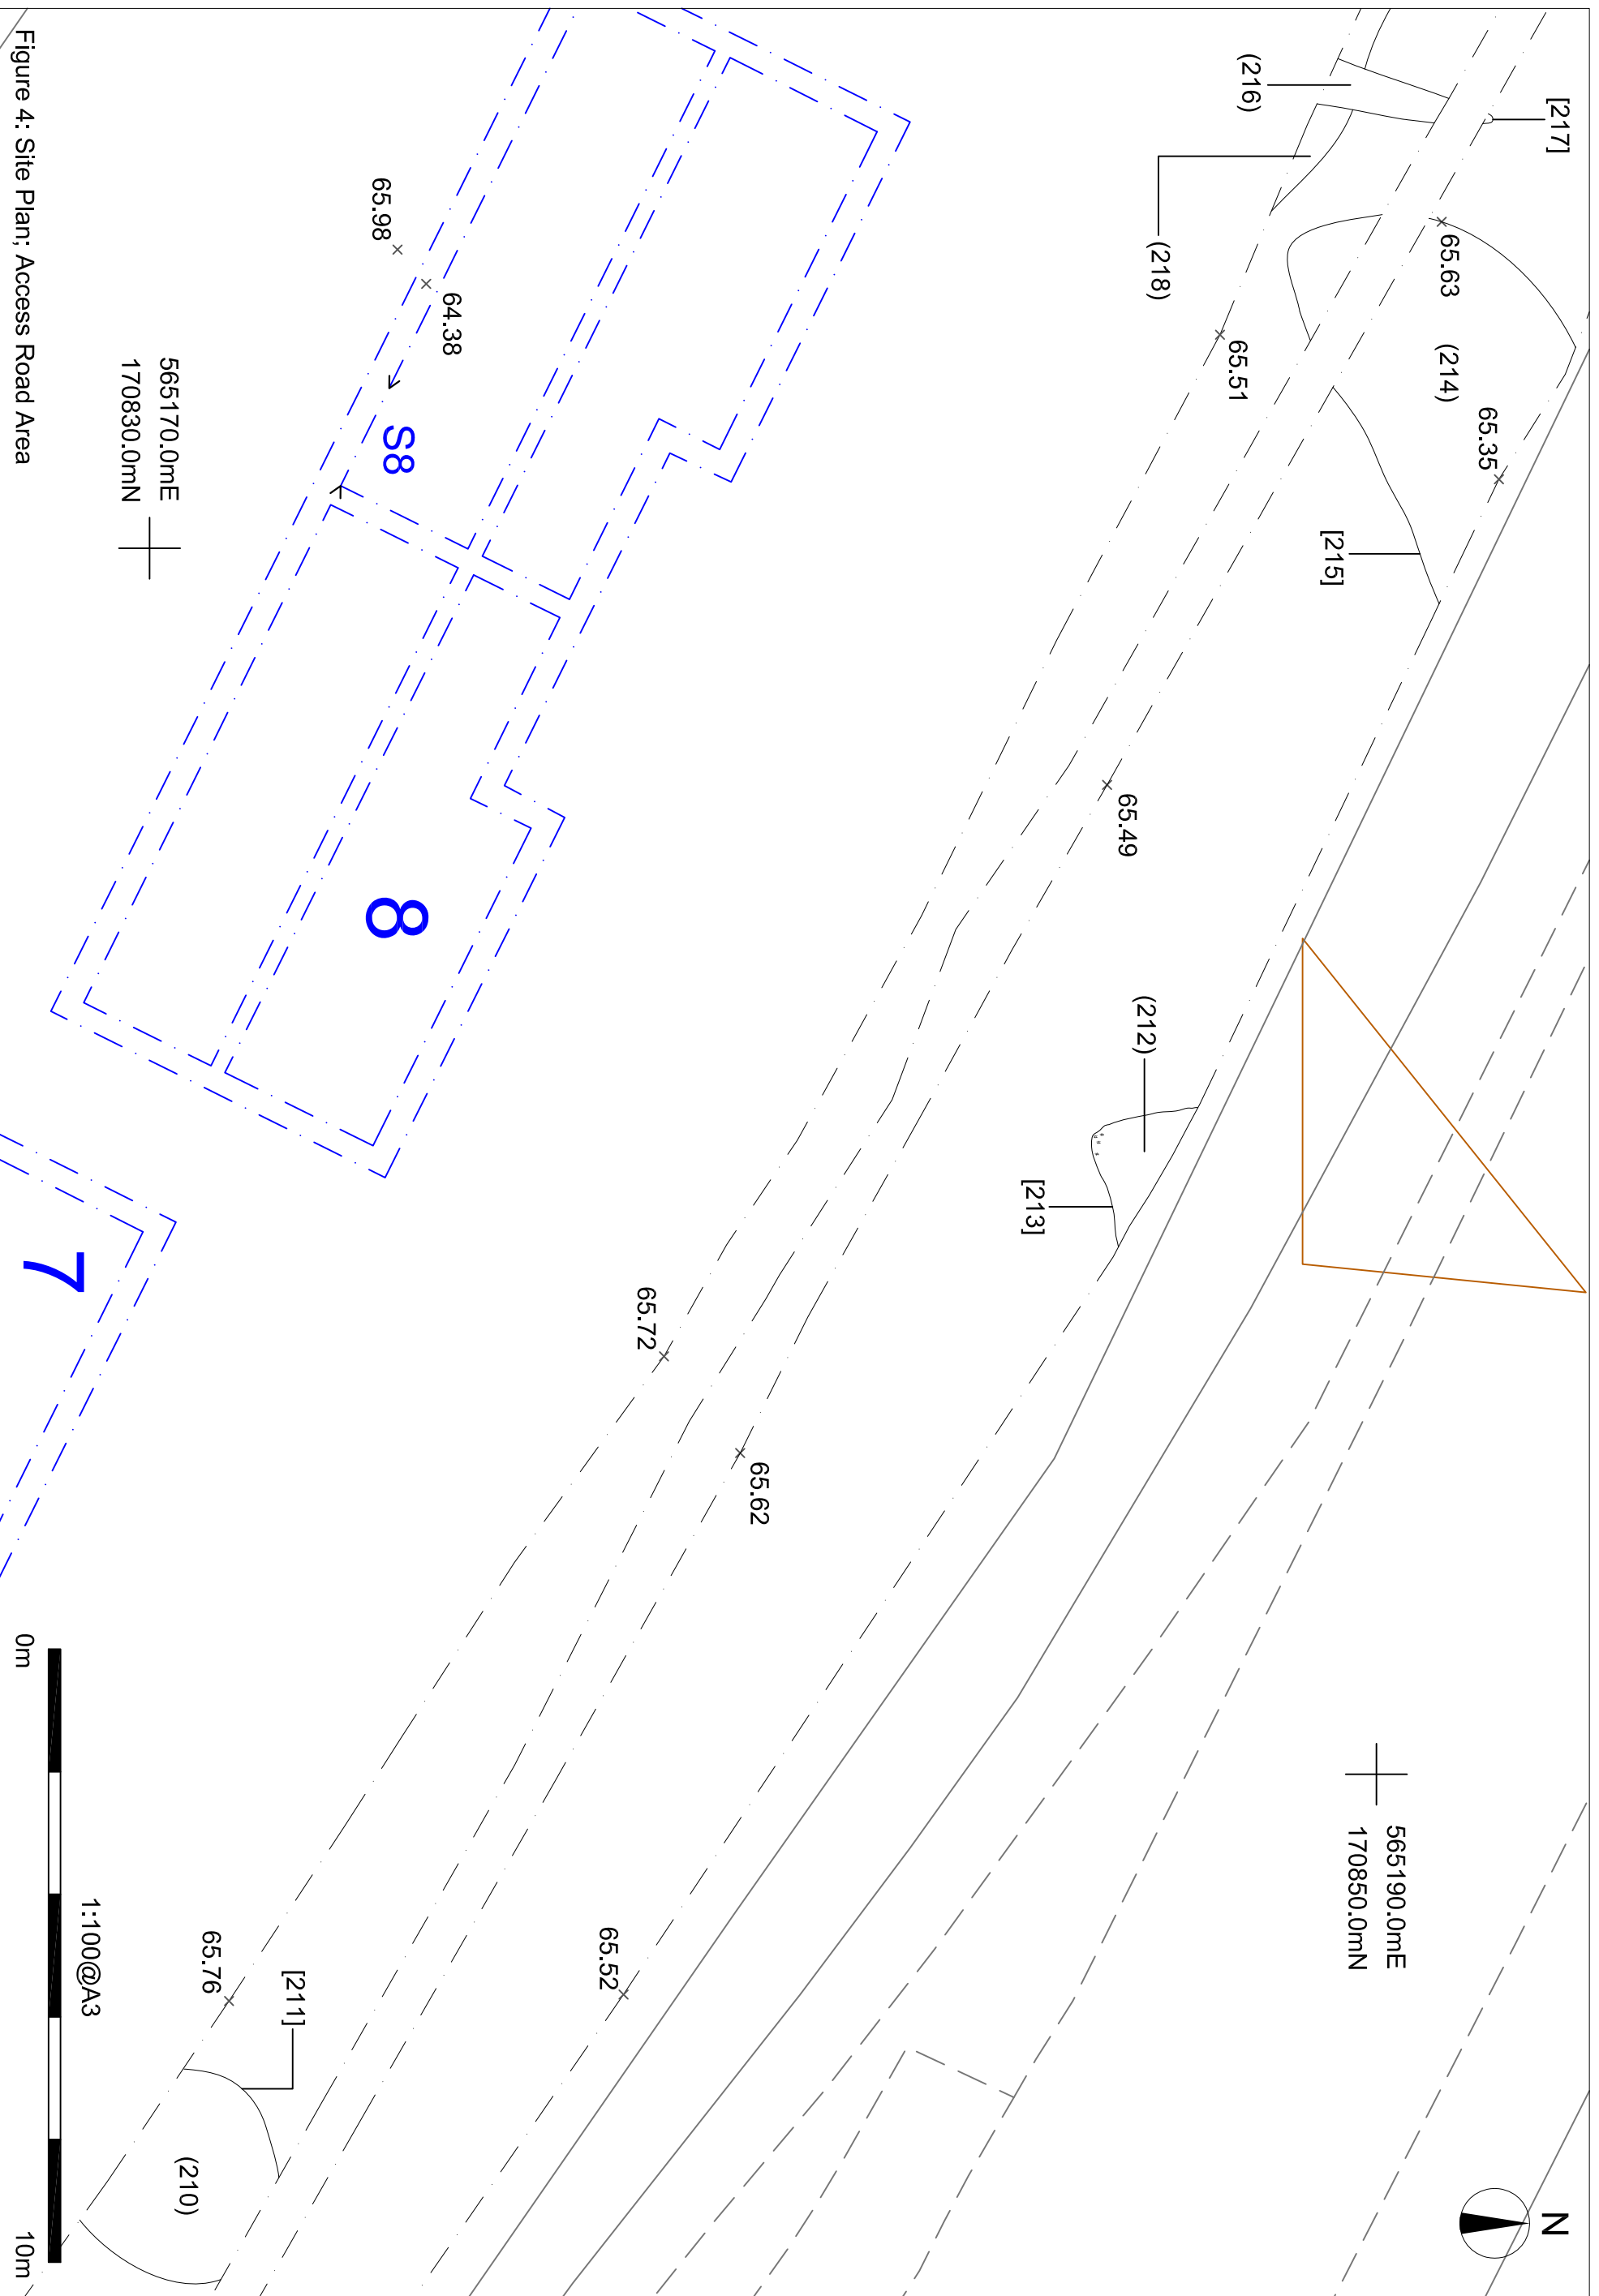 N
[217]
(216)
(218)
65.63
(214)
65.35
65.51
[215]
65.49
(212)
[213]
565190.0mE
170850.0mN
65.98
64.38
S8
565170.0mE
170830.0mN
8
7
65.72
65.62
65.52
65.76
[211]
(210)
1:100@A3
0m
10m
Figure 4: Site Plan; Access Road Area